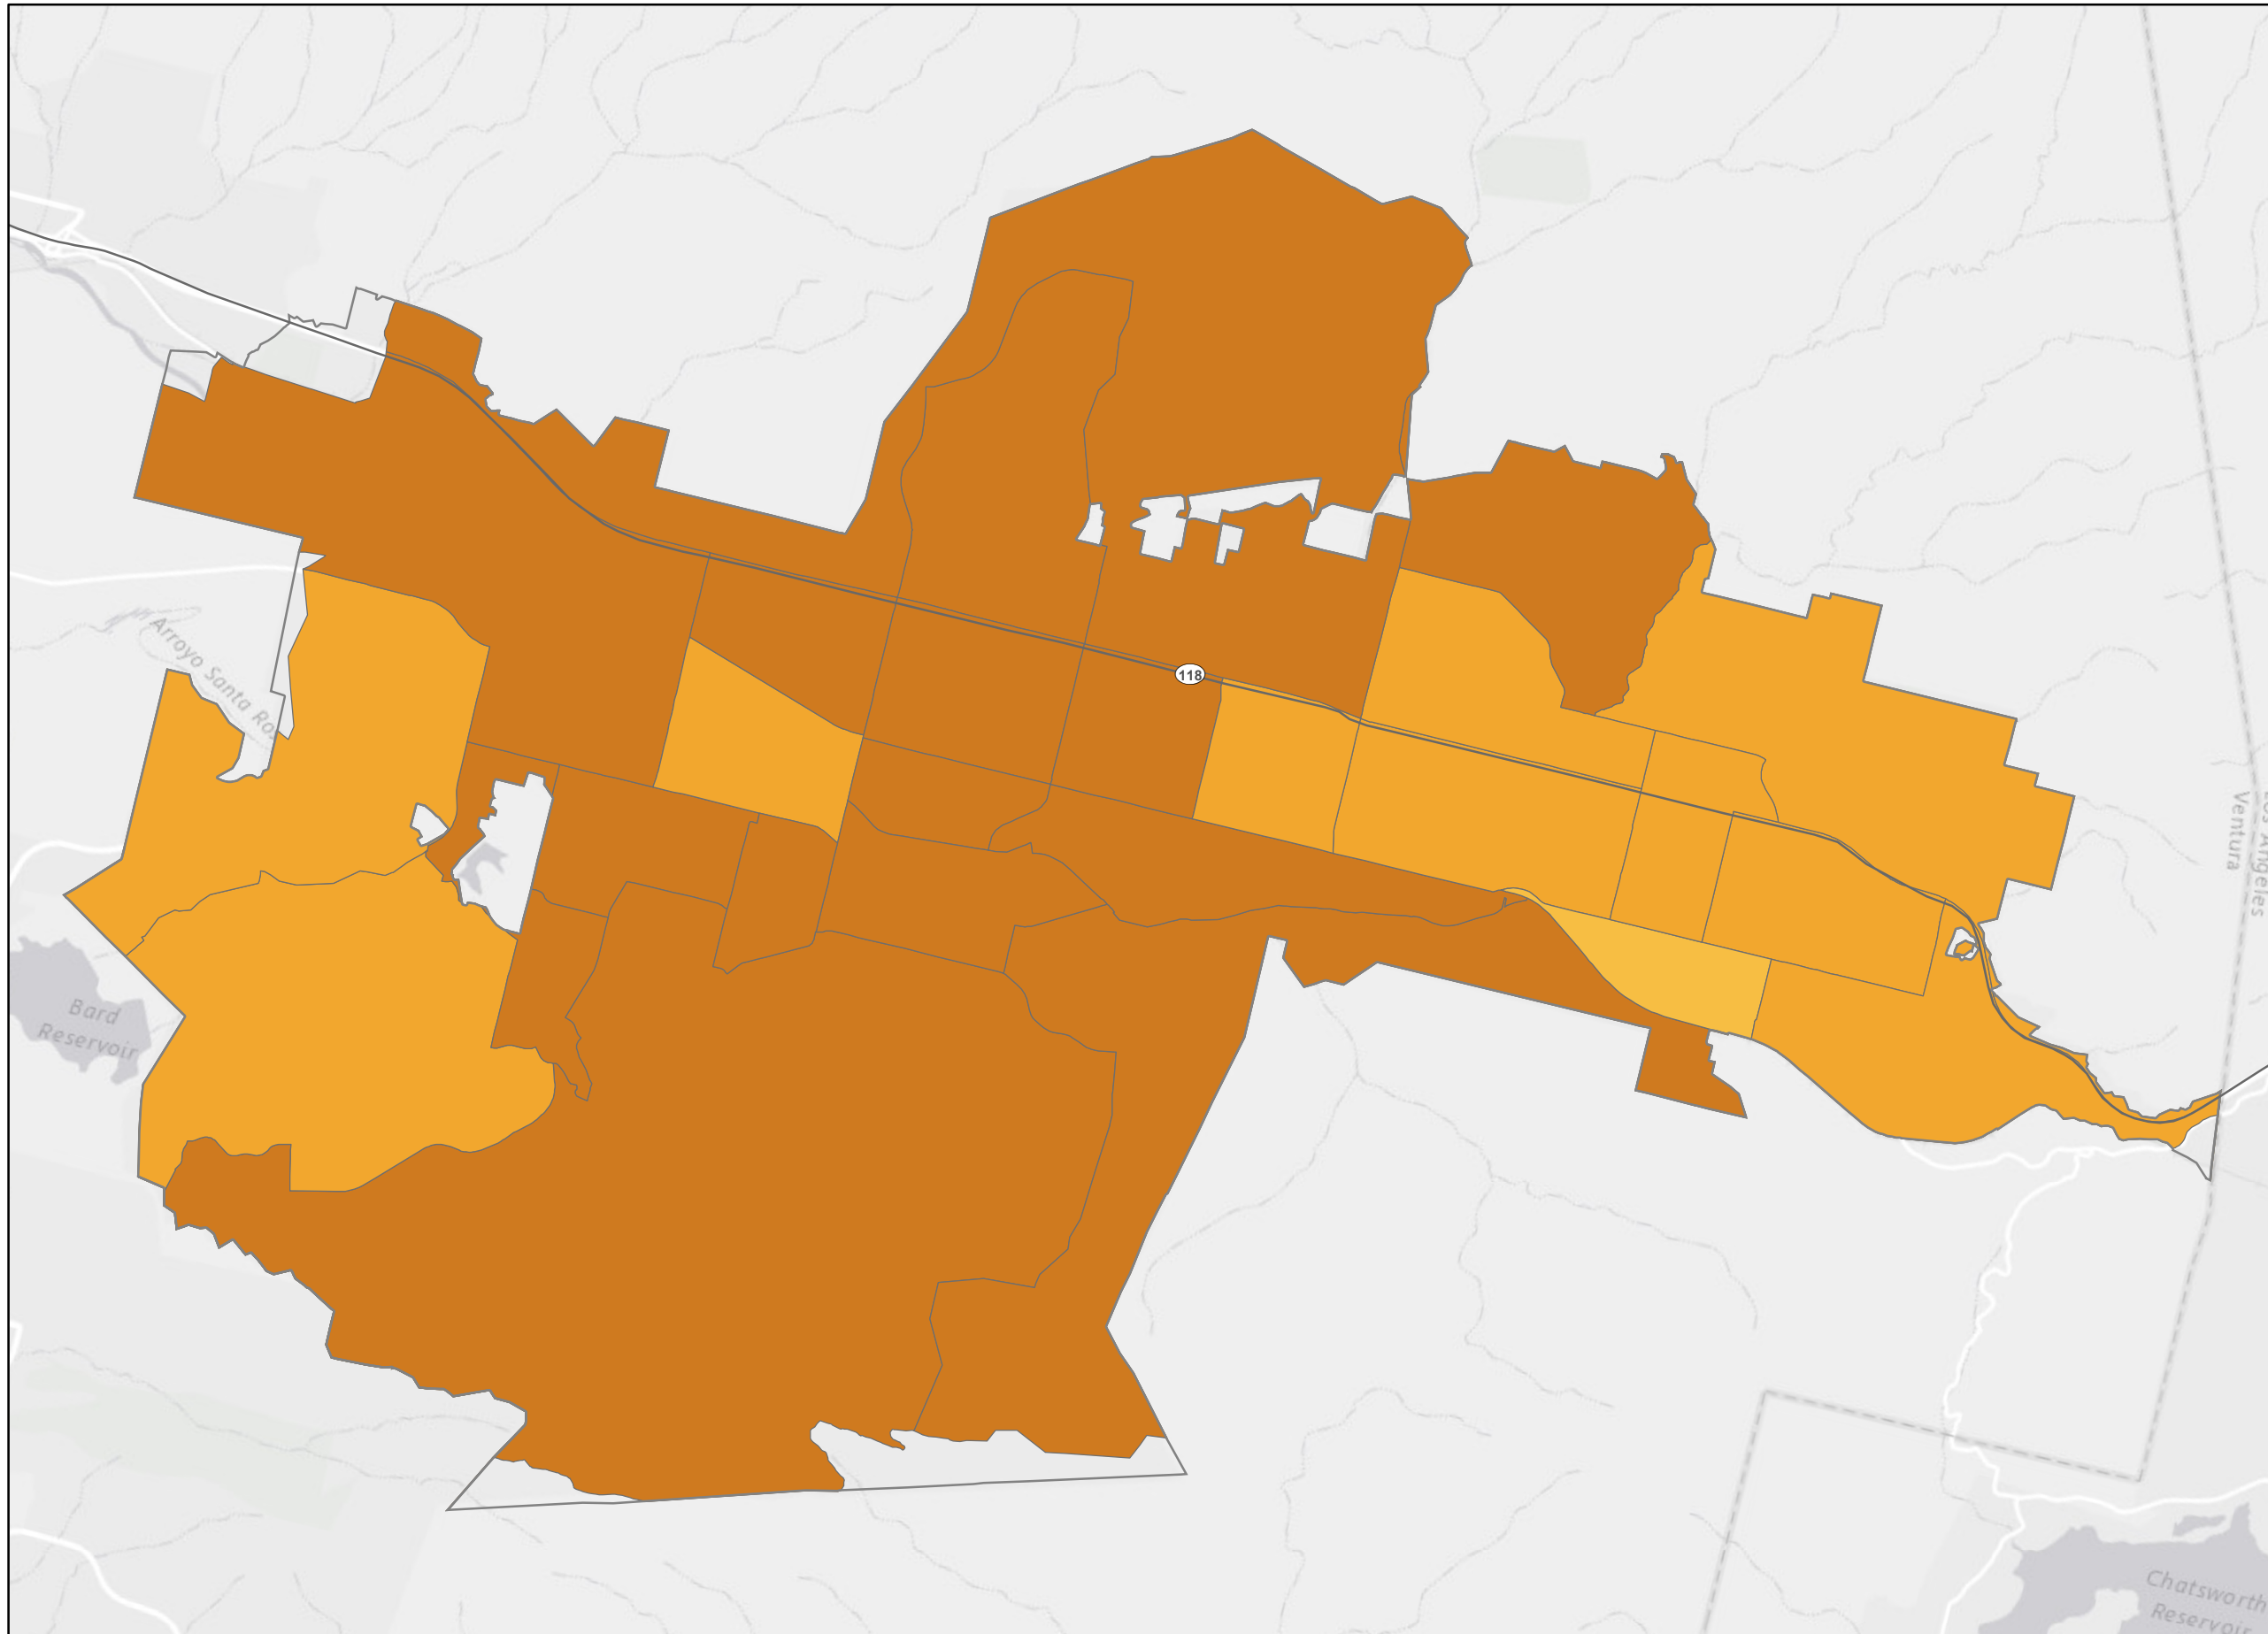 118
Arroyo Santa Ros
Los Angeles
Ventura
Bard
Reservoir
Chatsworth
Reservoir